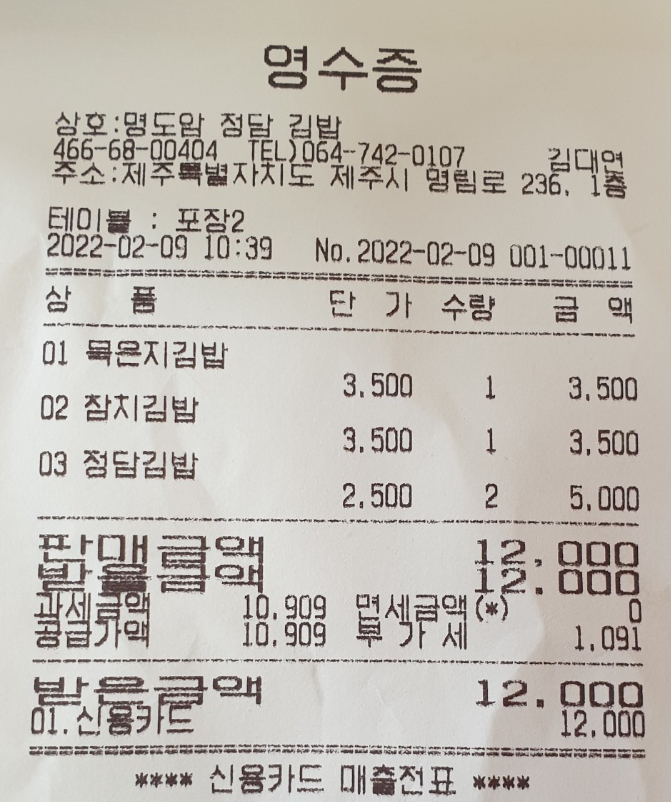 영수증
상호:명도암 정담 김밥
466-68-00404 TEL)064-742-0107 김대연
주소:제주특별자치도 제주시 명림로 236, 1층
테이블 : 포장2
2022-02-09 10:39 No.2022-02-09 001-00011
상 품 단 가 수량 금 액
01 묵은지김밥
3,500 1 3,500
02 참치김밥
3,500 1 3,500
03 정담김밥
2,500 2 5,000
판매금액 12,000
받을금액 12,000
과세금액 10,909 면세금액(*) 0
공급가액 10,909 부 가 세 1,091
받은금액 12,000
01.신용카드 12,000
**** 신용카드 매출전표 ****